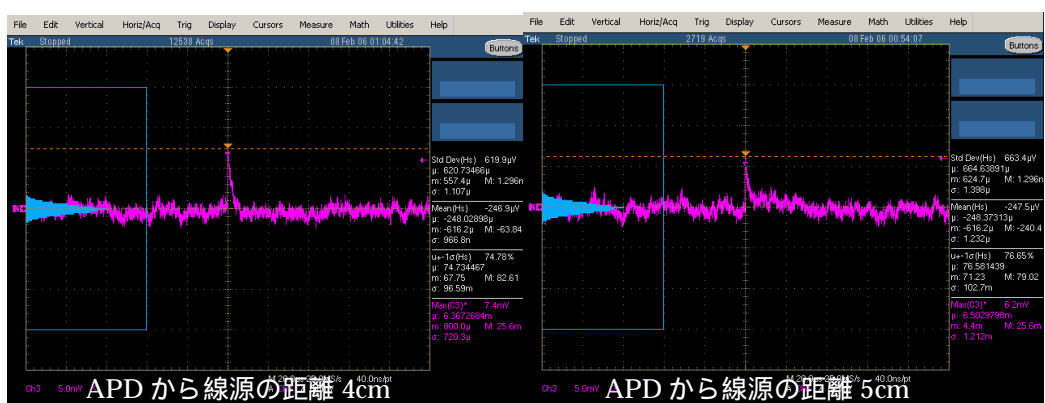 File Edit Vertical Horiz/Acq Trig Display Cursors Measure Math Utilities Help
Tek Stopped 12538 Acqs 08 Feb 06 01:04:42
Buttons
Std Dev(Hs) 619.9µV
µ: 620.73466µ
m: 557.4µ M: 1.296m
σ: 1.107µ
Mean(Hs) -246.9µV
µ: -248.02898µ
m: -616.2µ M: -63.84
σ: 966.8n
u+-1σ(Hs) 74.78%
µ: 74.734467
m: 67.75 M: 82.61
σ: 96.59m
Max(C3)* 7.4mV
µ: 6.3672684m
m: 600.0µ M: 25.6m
σ: 720.3µ
Ch3 5.0mV
40.0ns/pt
APD から線源の距離 4cm
File Edit Vertical Horiz/Acq Trig Display Cursors Measure Math Utilities Help
Tek Stopped 2719 Acqs 08 Feb 06 00:54:07
Buttons
Std Dev(Hs) 663.4µV
µ: 664.63891µ
m: 624.7µ M: 1.296m
σ: 1.398µ
Mean(Hs) -247.5µV
µ: -248.37313µ
m: -616.2µ M: -240.4
σ: 1.232µ
u+-1σ(Hs) 76.65%
µ: 76.581439
m: 71.23 M: 79.02
σ: 102.7m
Max(C3)* 6.2mV
µ: 6.5029798m
m: 4.4m M: 25.6m
σ: 1.212m
Ch3 5.0mV
40.0ns/pt
APD から線源の距離 5cm